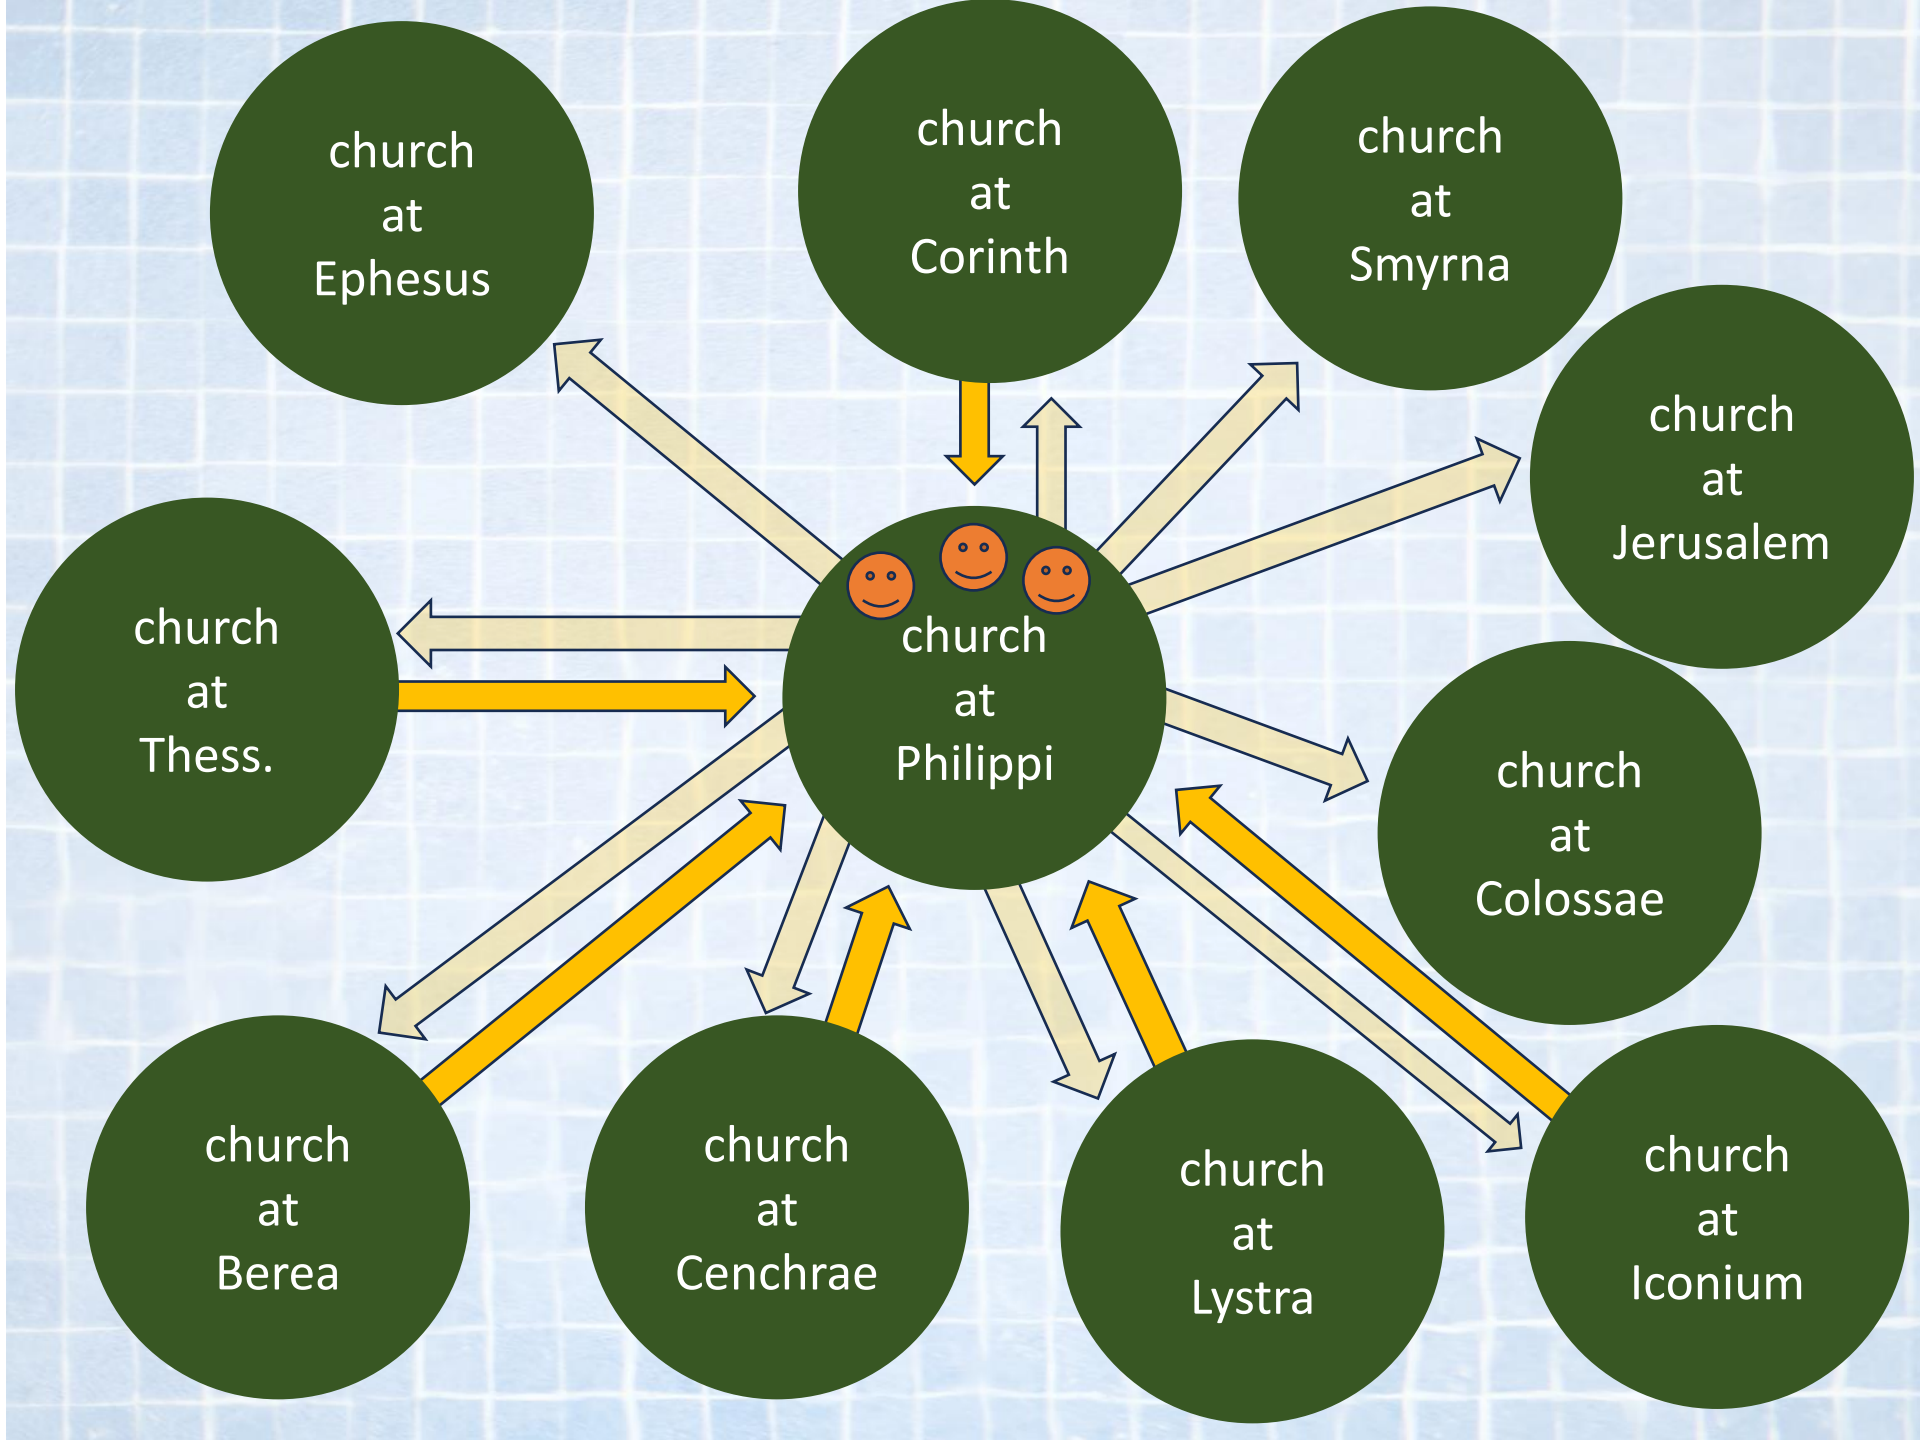 church
at
Ephesus
church
at
Corinth
church
at
Smyrna
church
at
Jerusalem
church
at
Thess.
church
at
Philippi
church
at
Colossae
church
at
Berea
church
at
Cenchrae
church
at
Lystra
church
at
Iconium